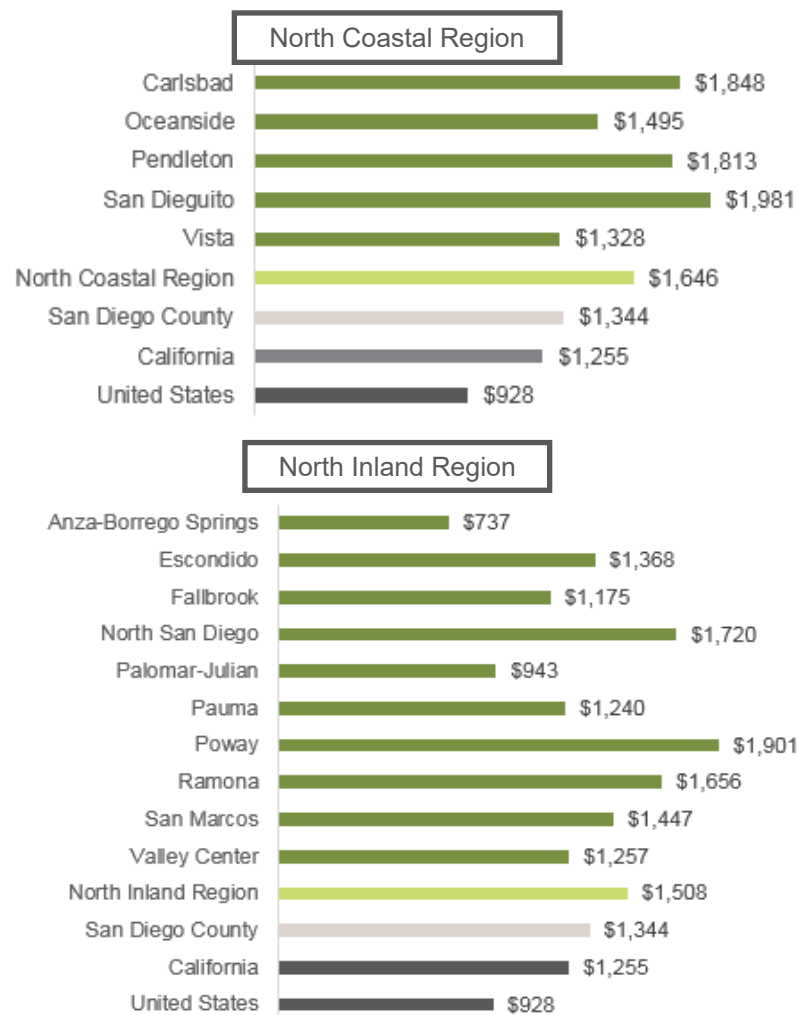 North Coastal Region
Carlsbad $1,848
Oceanside $1,495
Pendleton $1,813
San Dieguito $1,981
Vista $1,328
North Coastal Region $1,646
San Diego County $1,344
California $1,255
United States $928
North Inland Region
Anza-Borrego Springs $737
Escondido $1,368
Fallbrook $1,175
North San Diego $1,720
Palomar-Julian $943
Pauma $1,240
Poway $1,901
Ramona $1,656
San Marcos $1,447
Valley Center $1,257
North Inland Region $1,508
San Diego County $1,344
California $1,255
United States $928